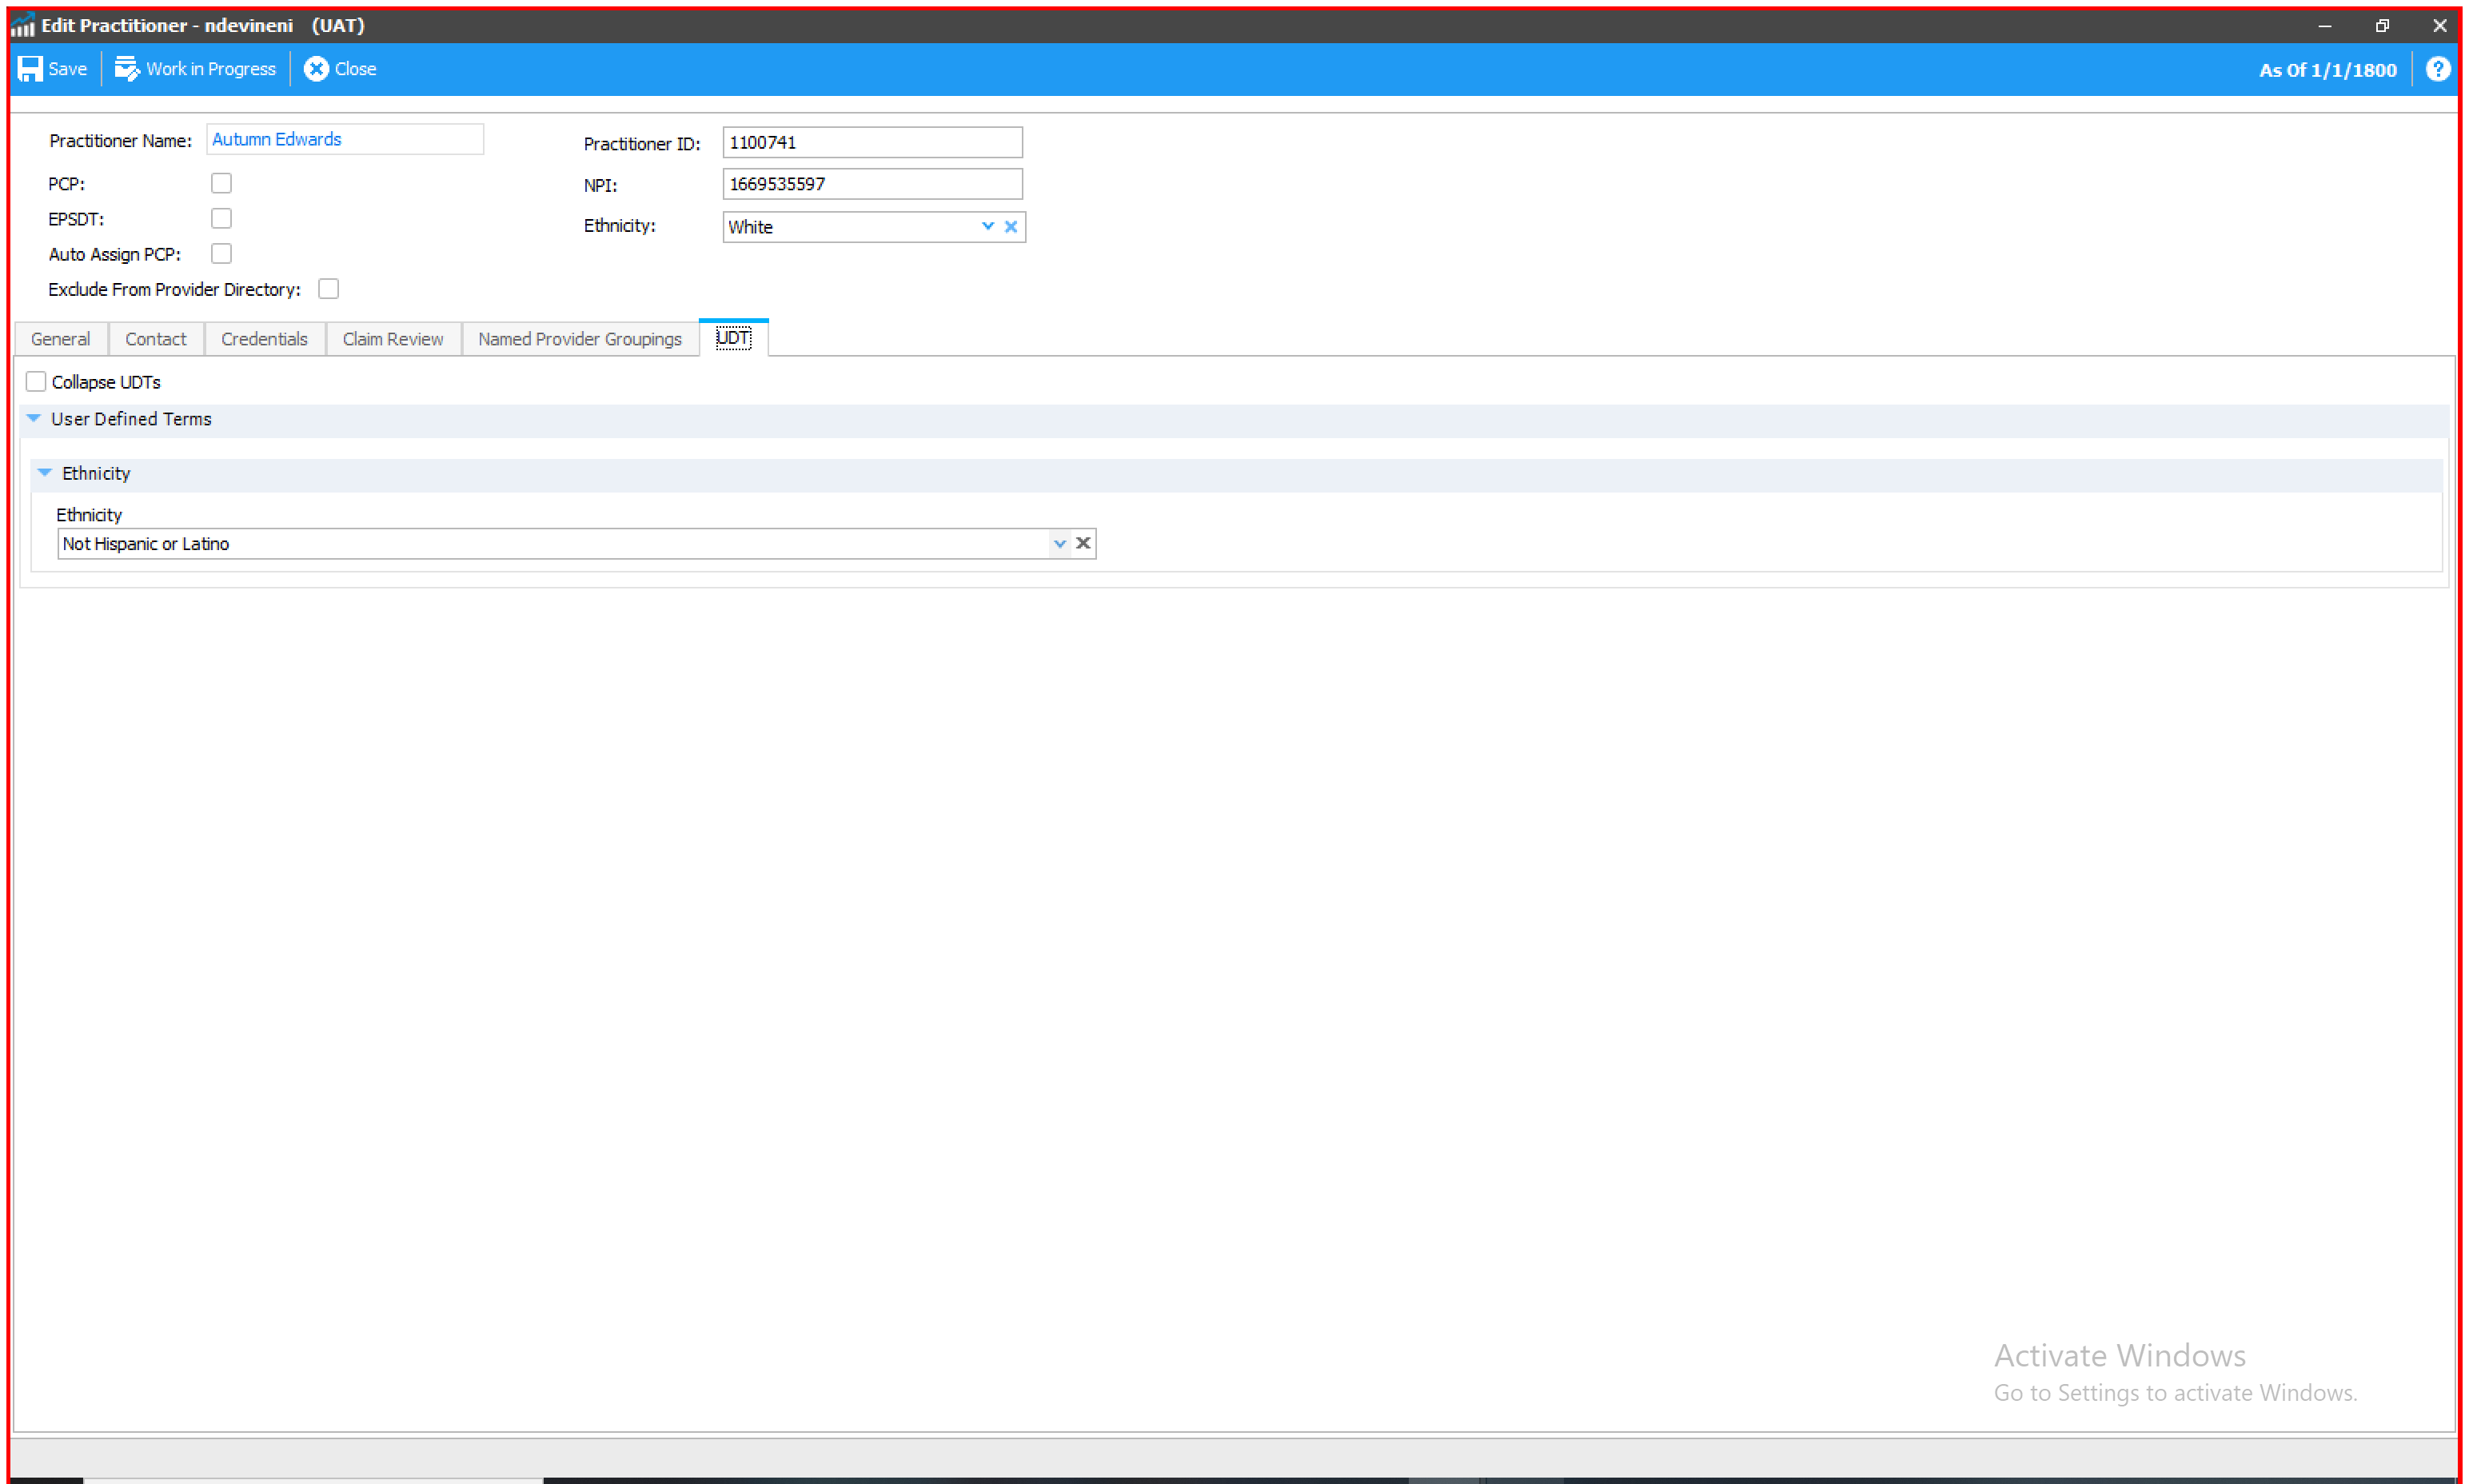 Edit Practitioner - ndevineni (UAT)
Save Work in Progress Close As Of 1/1/1800 ?
Practitioner Name: Autumn Edwards Practitioner ID: 1100741
PCP: NPI: 1669535597
EPSDT: Ethnicity: White
Auto Assign PCP:
Exclude From Provider Directory:
General Contact Credentials Claim Review Named Provider Groupings UDT
Collapse UDTs
User Defined Terms
Ethnicity
Ethnicity
Not Hispanic or Latino
Activate Windows
Go to Settings to activate Windows.